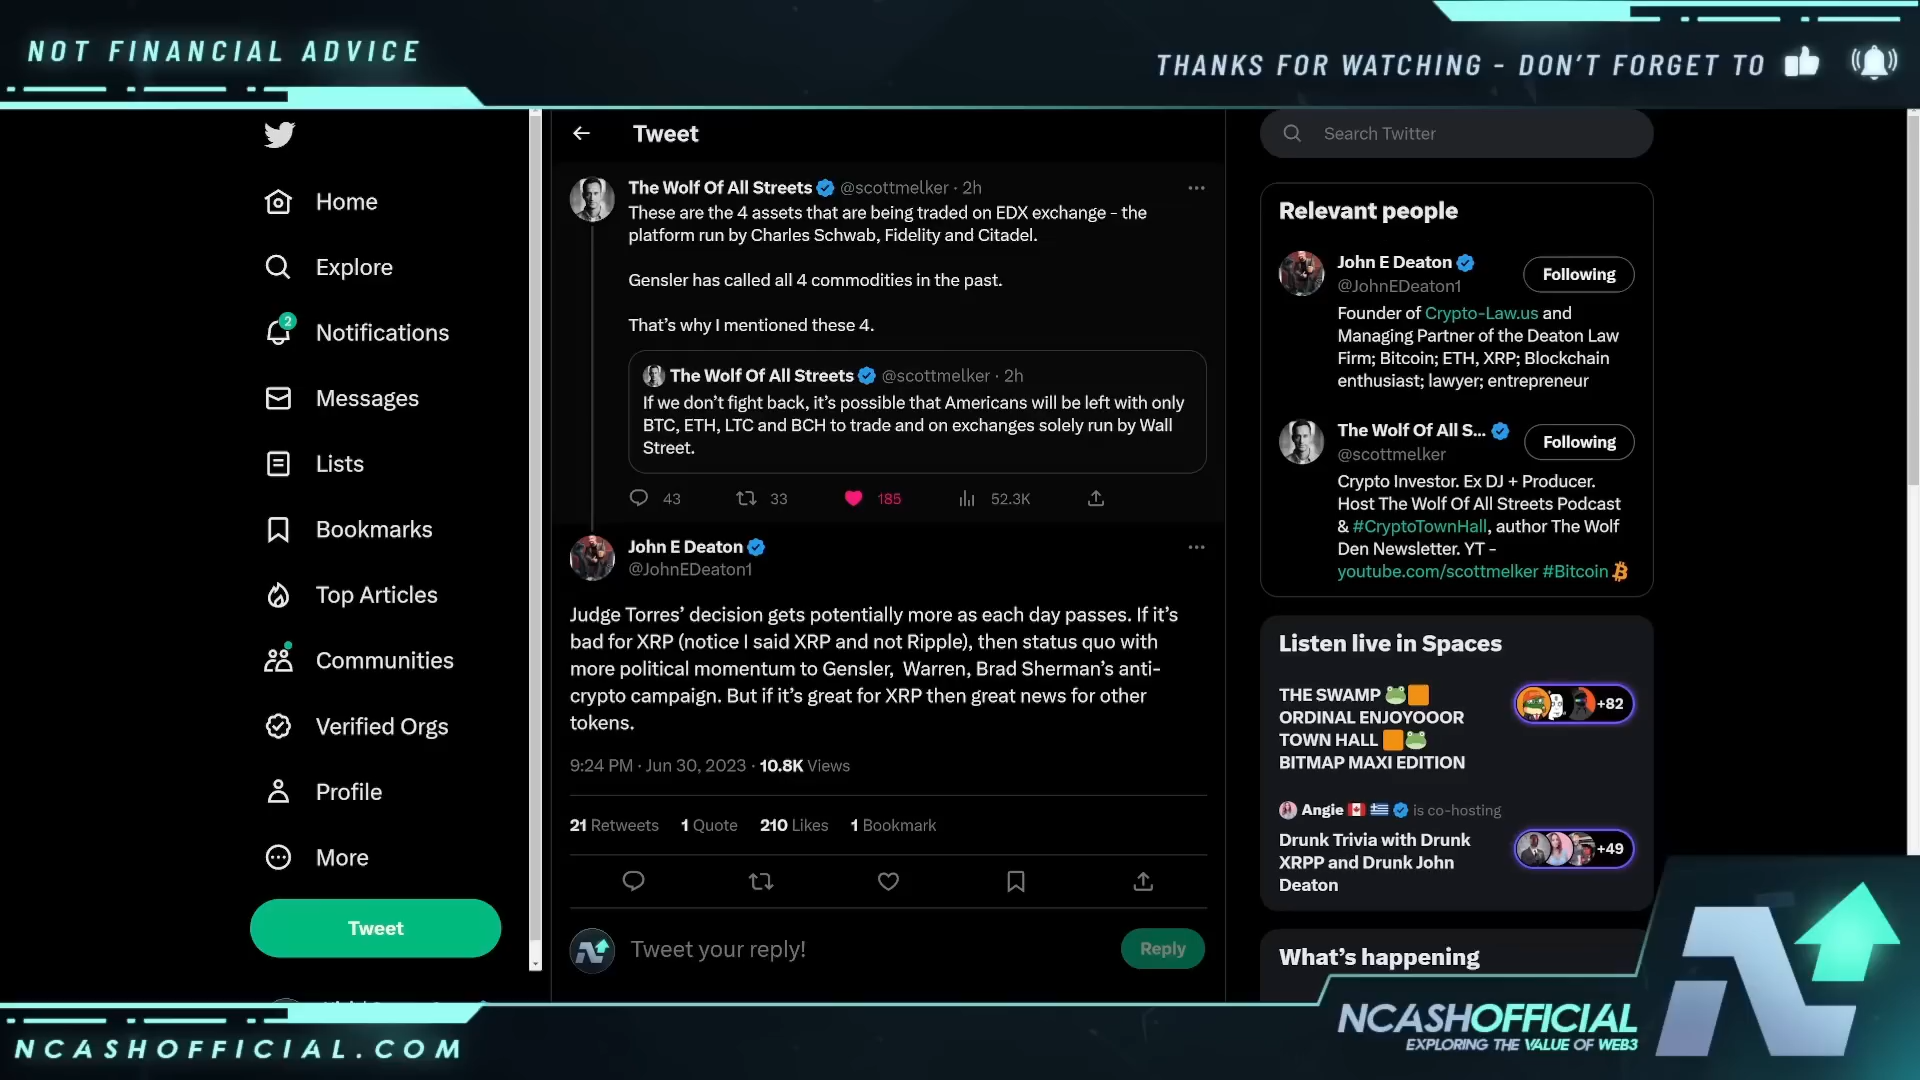 NOT FINANCIAL ADVICE
THANKS FOR WATCHING - DON'T FORGET TO
Home
Explore
2
Notifications
Messages
Lists
Bookmarks
Top Articles
Communities
Verified Orgs
Profile
More
Tweet
Tweet
The Wolf Of All Streets @scottmelker · 2h
These are the 4 assets that are being traded on EDX exchange - the
platform run by Charles Schwab, Fidelity and Citadel.
Gensler has called all 4 commodities in the past.
That's why I mentioned these 4.
The Wolf Of All Streets @scottmelker · 2h
If we don't fight back, it's possible that Americans will be left with only
BTC, ETH, LTC and BCH to trade and on exchanges solely run by Wall
Street.
43 33 185 52.3K
John E Deaton
@JohnEDeaton1
Judge Torres' decision gets potentially more as each day passes. If it's
bad for XRP (notice I said XRP and not Ripple), then status quo with
more political momentum to Gensler, Warren, Brad Sherman's anti-
crypto campaign. But if it's great for XRP then great news for other
tokens.
9:24 PM · Jun 30, 2023 · 10.8K Views
21 Retweets 1 Quote 210 Likes 1 Bookmark
Tweet your reply!
Reply
Search Twitter
Relevant people
John E Deaton
@JohnEDeaton1
Following
Founder of Crypto-Law.us and
Managing Partner of the Deaton Law
Firm; Bitcoin; ETH, XRP; Blockchain
enthusiast; lawyer; entrepreneur
The Wolf Of All S...
@scottmelker
Following
Crypto Investor. Ex DJ + Producer.
Host The Wolf Of All Streets Podcast
& #CryptoTownHall, author The Wolf
Den Newsletter. YT -
youtube.com/scottmelker #Bitcoin
Listen live in Spaces
THE SWAMP 🐸🟧
ORDINAL ENJOYOOOR
TOWN HALL 🟧🐸
BITMAP MAXI EDITION
+82
Angie 🇨🇦 🇬🇷 is co-hosting
Drunk Trivia with Drunk
XRPP and Drunk John
Deaton
+49
What's happening
NCASHOFFICIAL.COM
NCASHOFFICIAL
EXPLORING THE VALUE OF WEB3